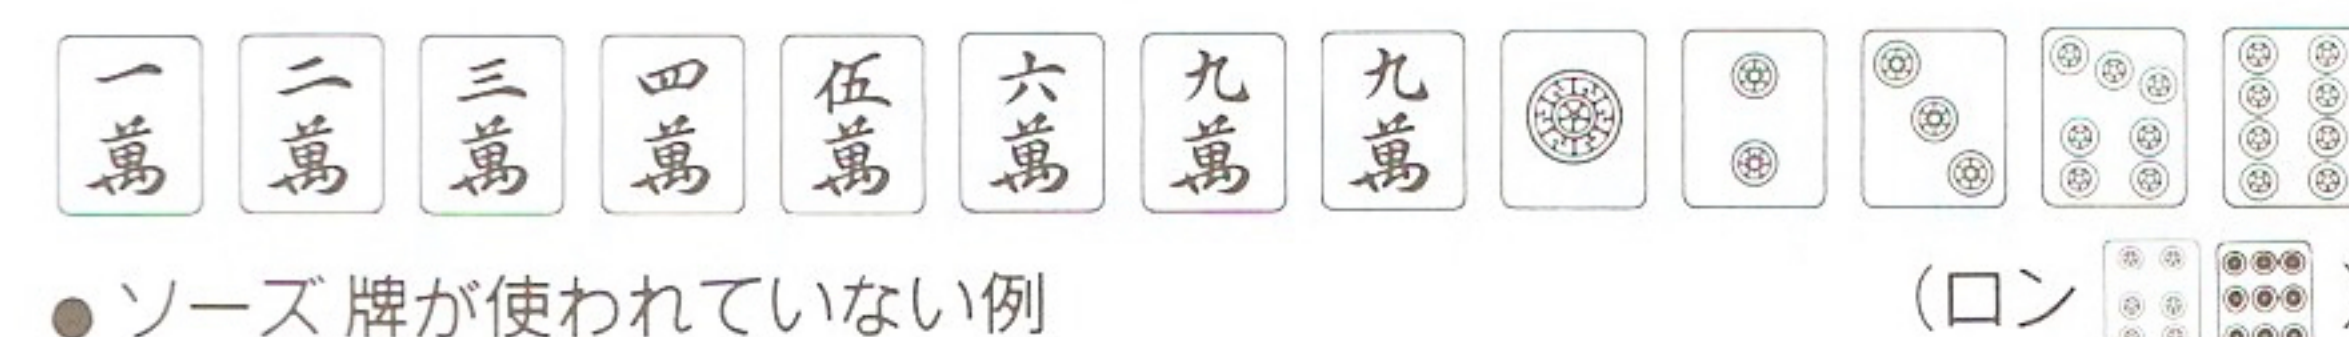 一萬 二萬 三萬 四萬 伍萬 六萬 九萬 九萬
● ソーズ牌が使われていない例 (ロン )